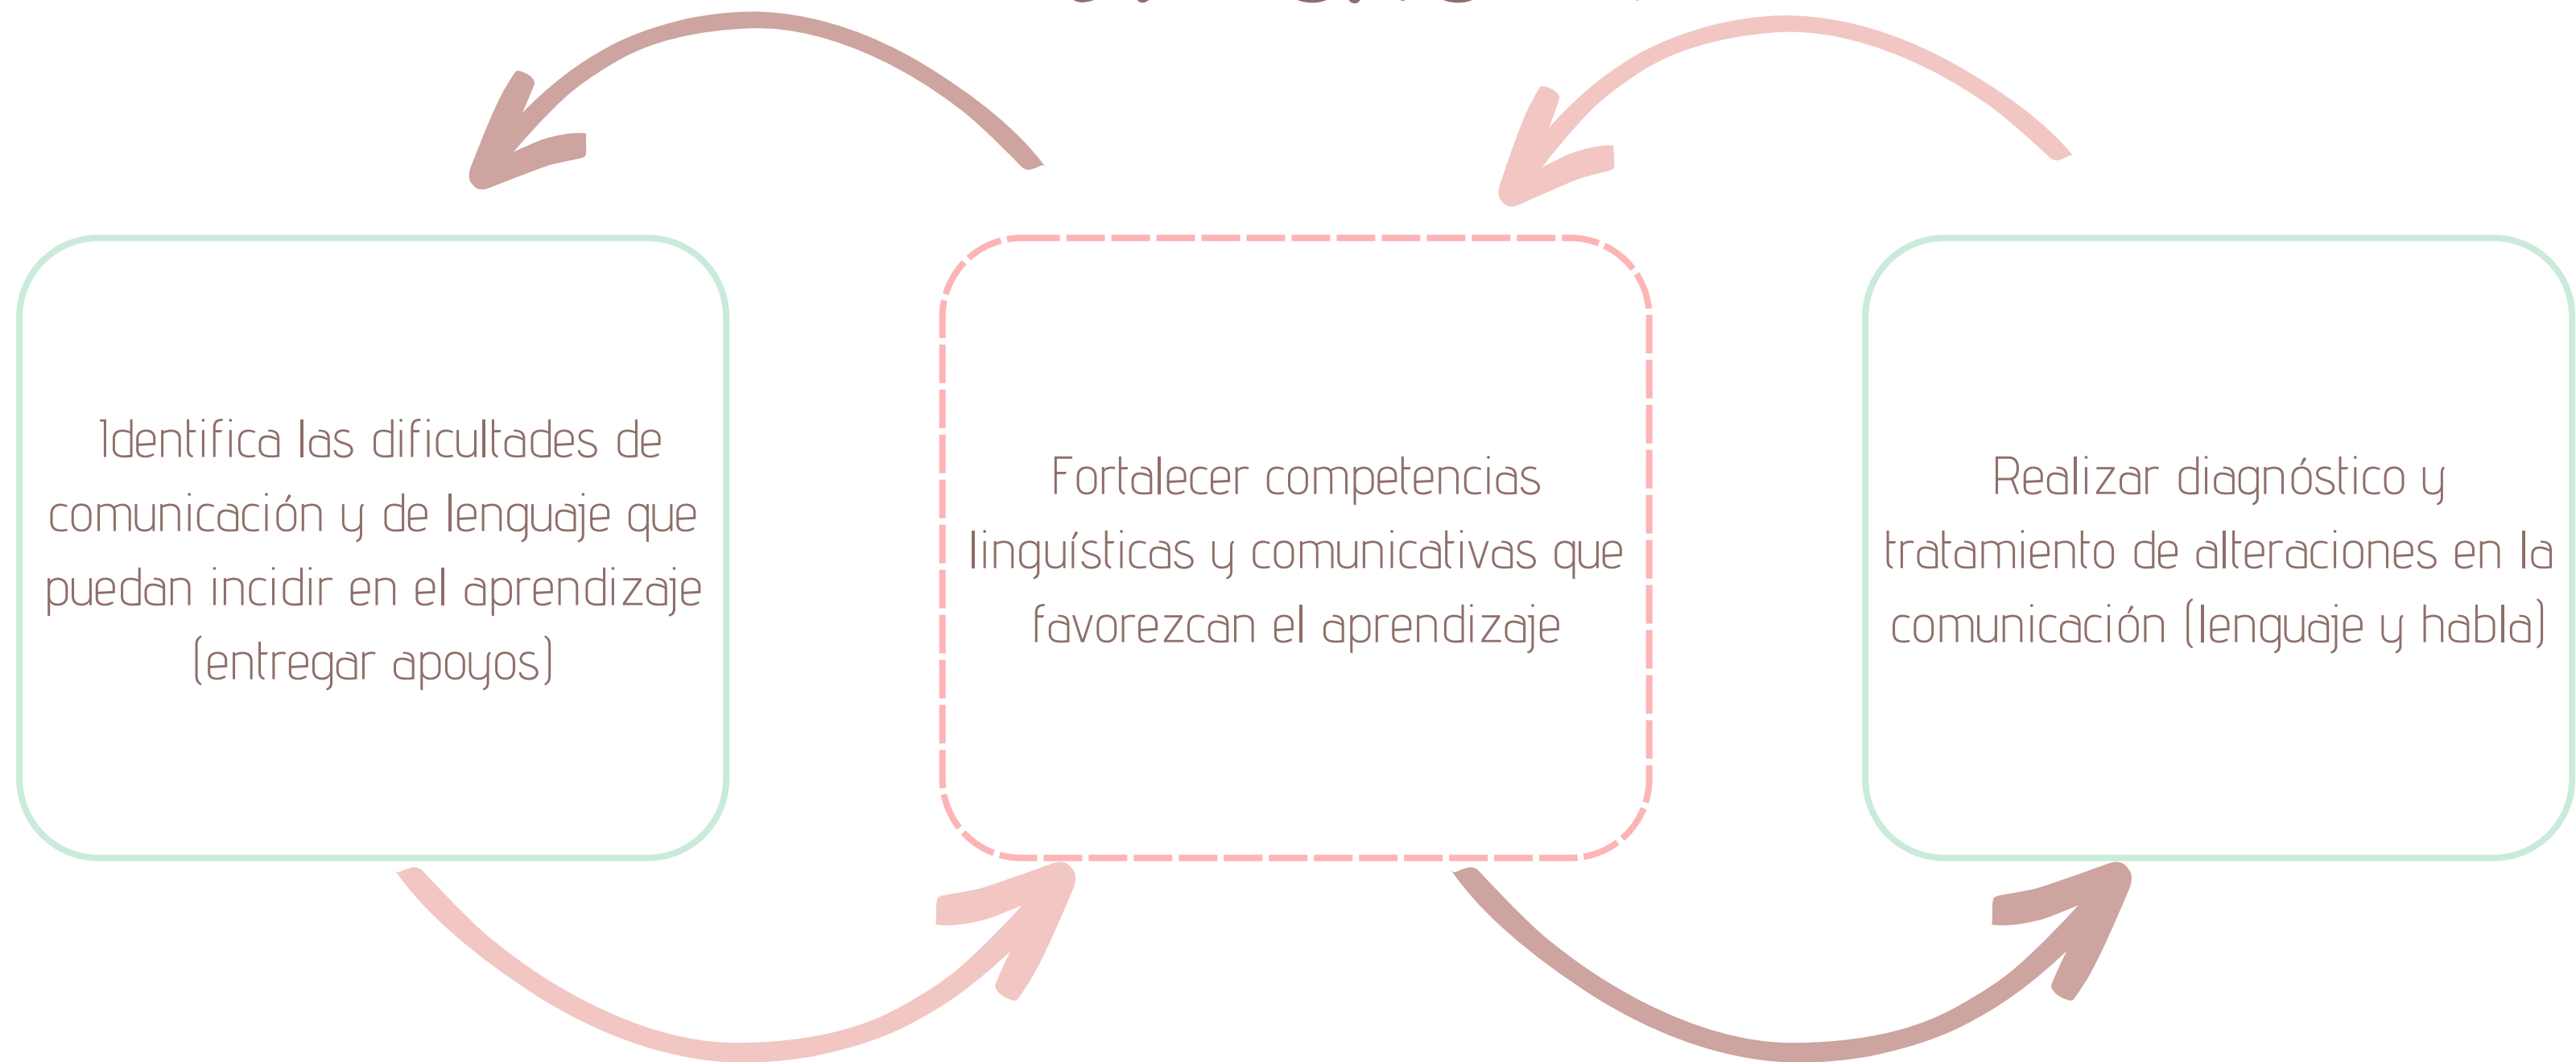 Identifica las dificultades de
comunicación y de lenguaje que
puedan incidir en el aprendizaje
(entregar apoyos)
Fortalecer competencias
linguísticas y comunicativas que
favorezcan el aprendizaje
Realizar diagnóstico y
tratamiento de alteraciones en la
comunicación (lenguaje y habla)